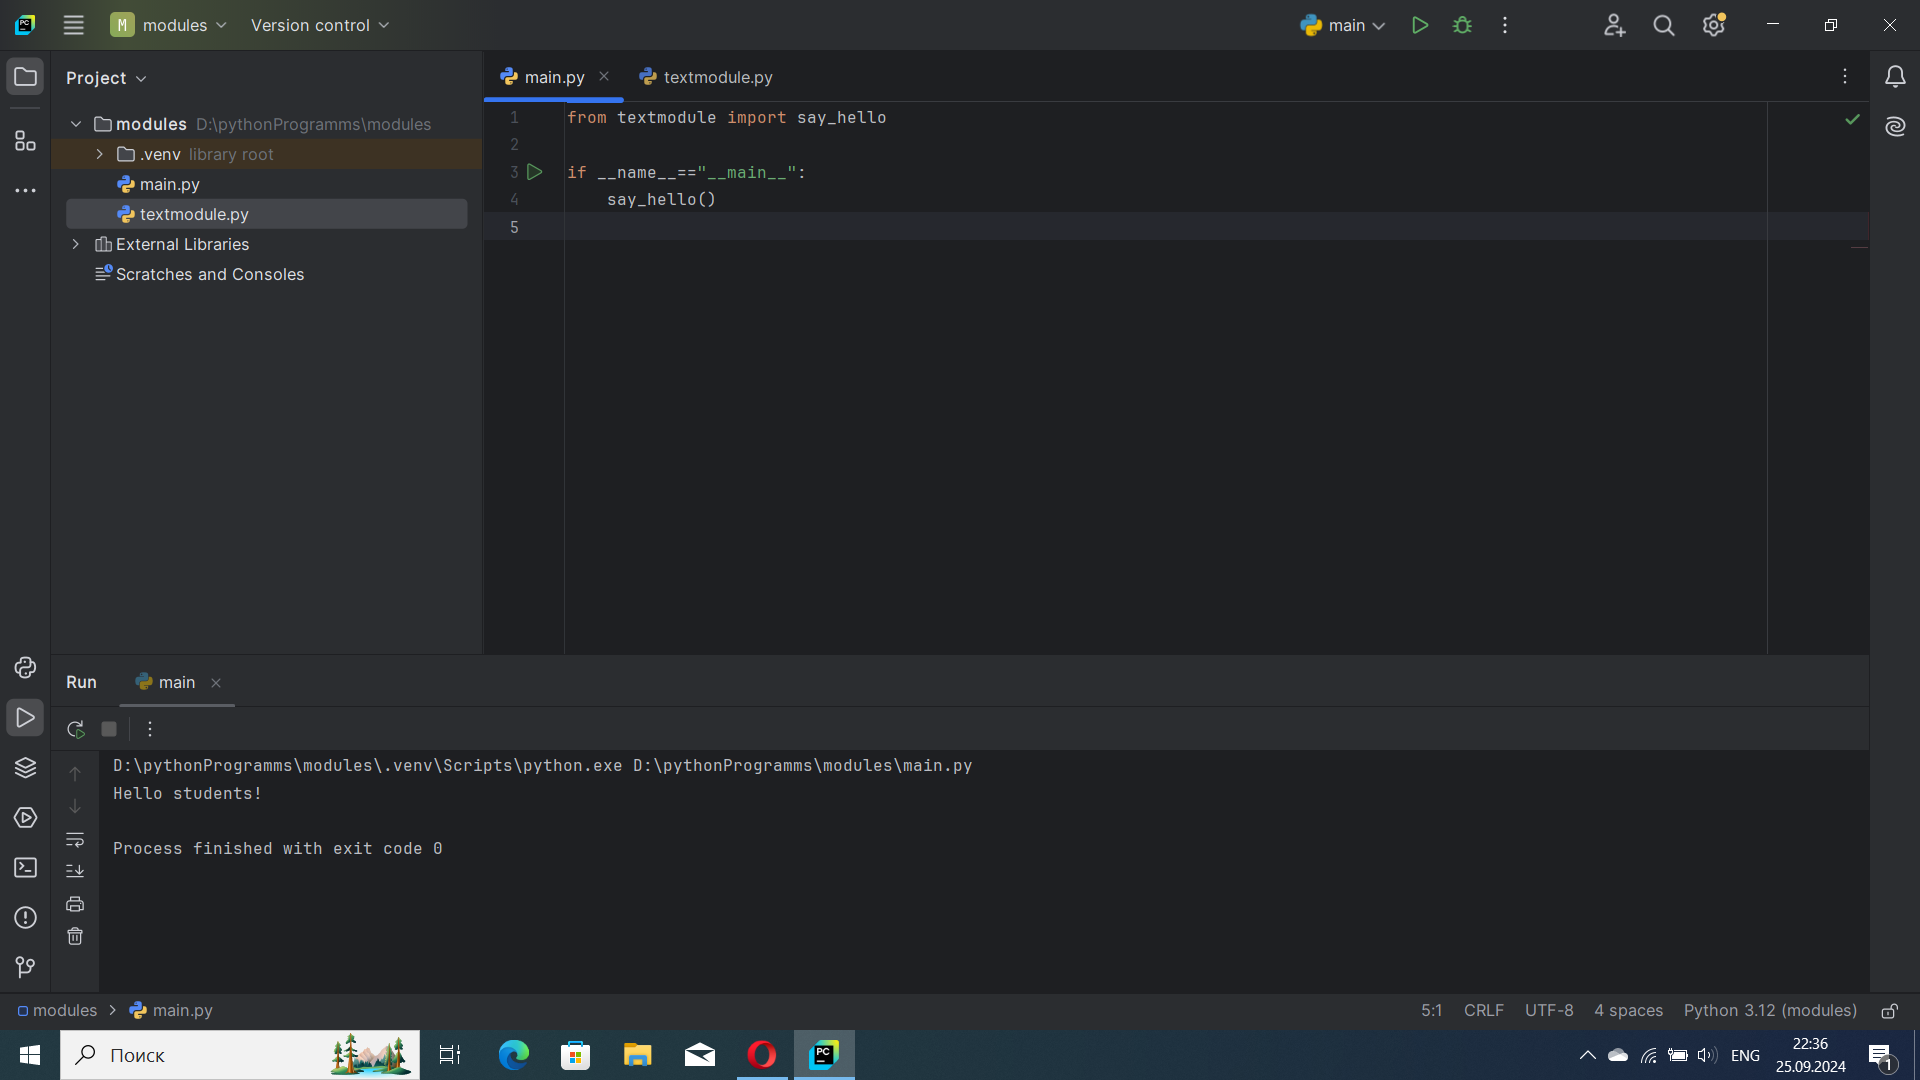 PC
M modules Version control main
Project
main.py textmodule.py
modules D:\pythonProgramms\modules
.venv library root
main.py
textmodule.py
External Libraries
Scratches and Consoles
1 from textmodule import say_hello
2
3 if __name__=="__main__":
4     say_hello()
5
Run main
D:\pythonProgramms\modules\.venv\Scripts\python.exe D:\pythonProgramms\modules\main.py
Hello students!
Process finished with exit code 0
modules > main.py 5:1 CRLF UTF-8 4 spaces Python 3.12 (modules)
Поиск PC ENG 22:36
25.09.2024 1